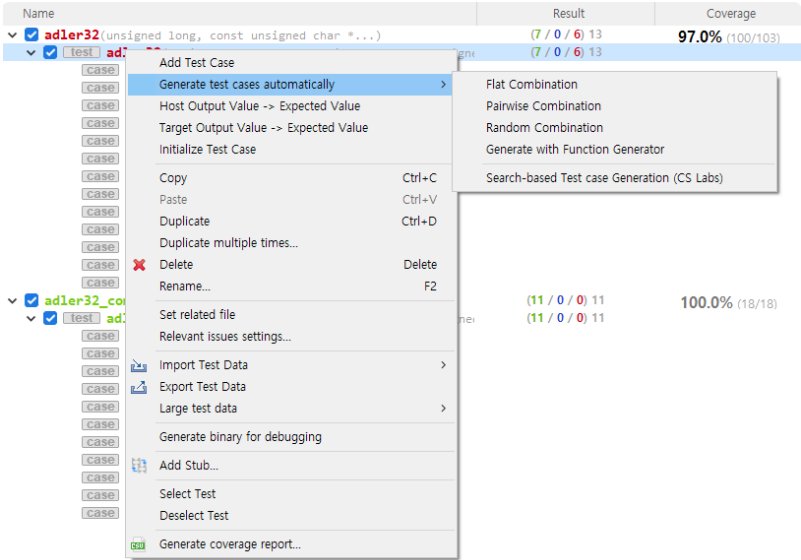 Name Result Coverage
adler32(unsigned long, const unsigned char *...) (7 / 0 / 6) 13 97.0% (100/103)
test (7 / 0 / 6) 13
case
case
case
case
case
case
case
case
case
case
case
case
case
adler32_co (11 / 0 / 0) 11 100.0% (18/18)
test (11 / 0 / 0) 11
case
case
case
case
case
case
case
case
case
case
case
Add Test Case
Generate test cases automatically >
Host Output Value -> Expected Value
Target Output Value -> Expected Value
Initialize Test Case
Copy Ctrl+C
Paste Ctrl+V
Duplicate Ctrl+D
Duplicate multiple times...
Delete Delete
Rename... F2
Set related file
Relevant issues settings...
Import Test Data >
Export Test Data
Large test data >
Generate binary for debugging
Add Stub...
Select Test
Deselect Test
Generate coverage report...
Flat Combination
Pairwise Combination
Random Combination
Generate with Function Generator
Search-based Test case Generation (CS Labs)